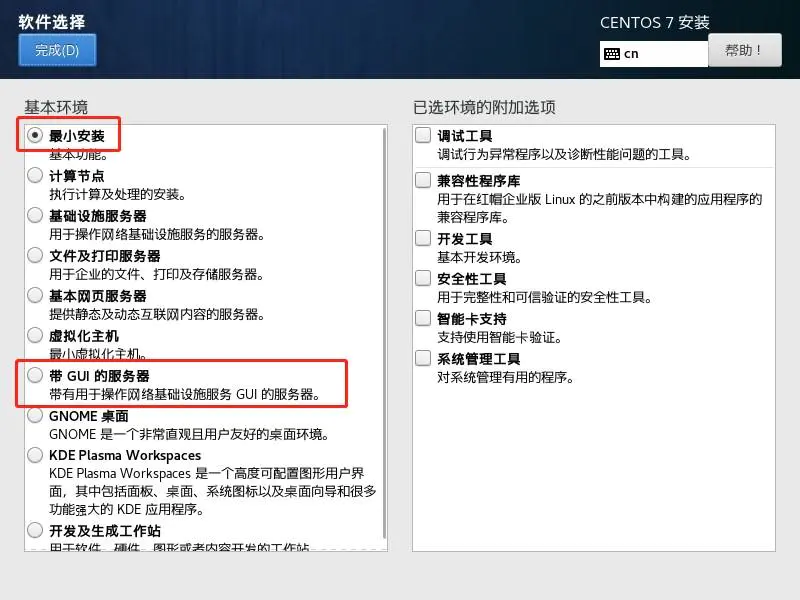 软件选择
完成(D)
CENTOS 7 安装
cn
帮助！
基本环境
最小安装
基本功能。
计算节点
执行计算及处理的安装。
基础设施服务器
用于操作网络基础设施服务的服务器。
文件及打印服务器
用于企业的文件、打印及存储服务器。
基本网页服务器
提供静态及动态互联网内容的服务器。
虚拟化主机
最小虚拟化主机。
带 GUI 的服务器
带有用于操作网络基础设施服务 GUI 的服务器。
GNOME 桌面
GNOME 是一个非常直观且用户友好的桌面环境。
KDE Plasma Workspaces
KDE Plasma Workspaces 是一个高度可配置图形用户界
面，其中包括面板、桌面、系统图标以及桌面向导和很多
功能强大的 KDE 应用程序。
开发及生成工作站
用于软件、硬件、图形或者内容开发的工作站
已选环境的附加选项
调试工具
调试行为异常程序以及诊断性能问题的工具。
兼容性程序库
用于在红帽企业版 Linux 的之前版本中构建的应用程序的
兼容程序库。
开发工具
基本开发环境。
安全性工具
用于完整性和可信验证的安全性工具。
智能卡支持
支持使用智能卡验证。
系统管理工具
对系统管理有用的程序。